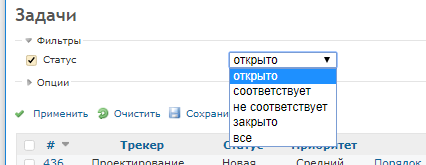 Задачи
Фильтры
Статус открыто
открыто
соответствует
не соответствует
закрыто
все
Опции
Применить Очистить Сохрани
# Трекер Статус Приоритет
436 Проектирование Новая Средний Порядок